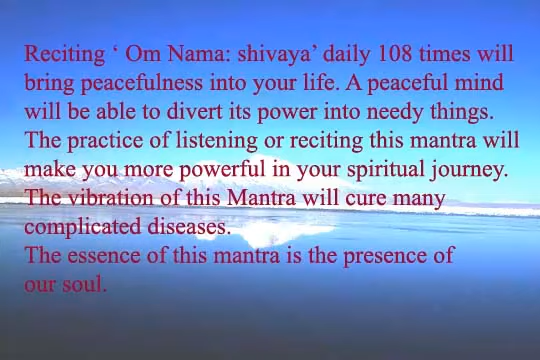 Reciting ‘ Om Nama: shivaya’ daily 108 times will
bring peacefulness into your life. A peaceful mind
will be able to divert its power into needy things.
The practice of listening or reciting this mantra will
make you more powerful in your spiritual journey.
The vibration of this Mantra will cure many
complicated diseases.
The essence of this mantra is the presence of
our soul.